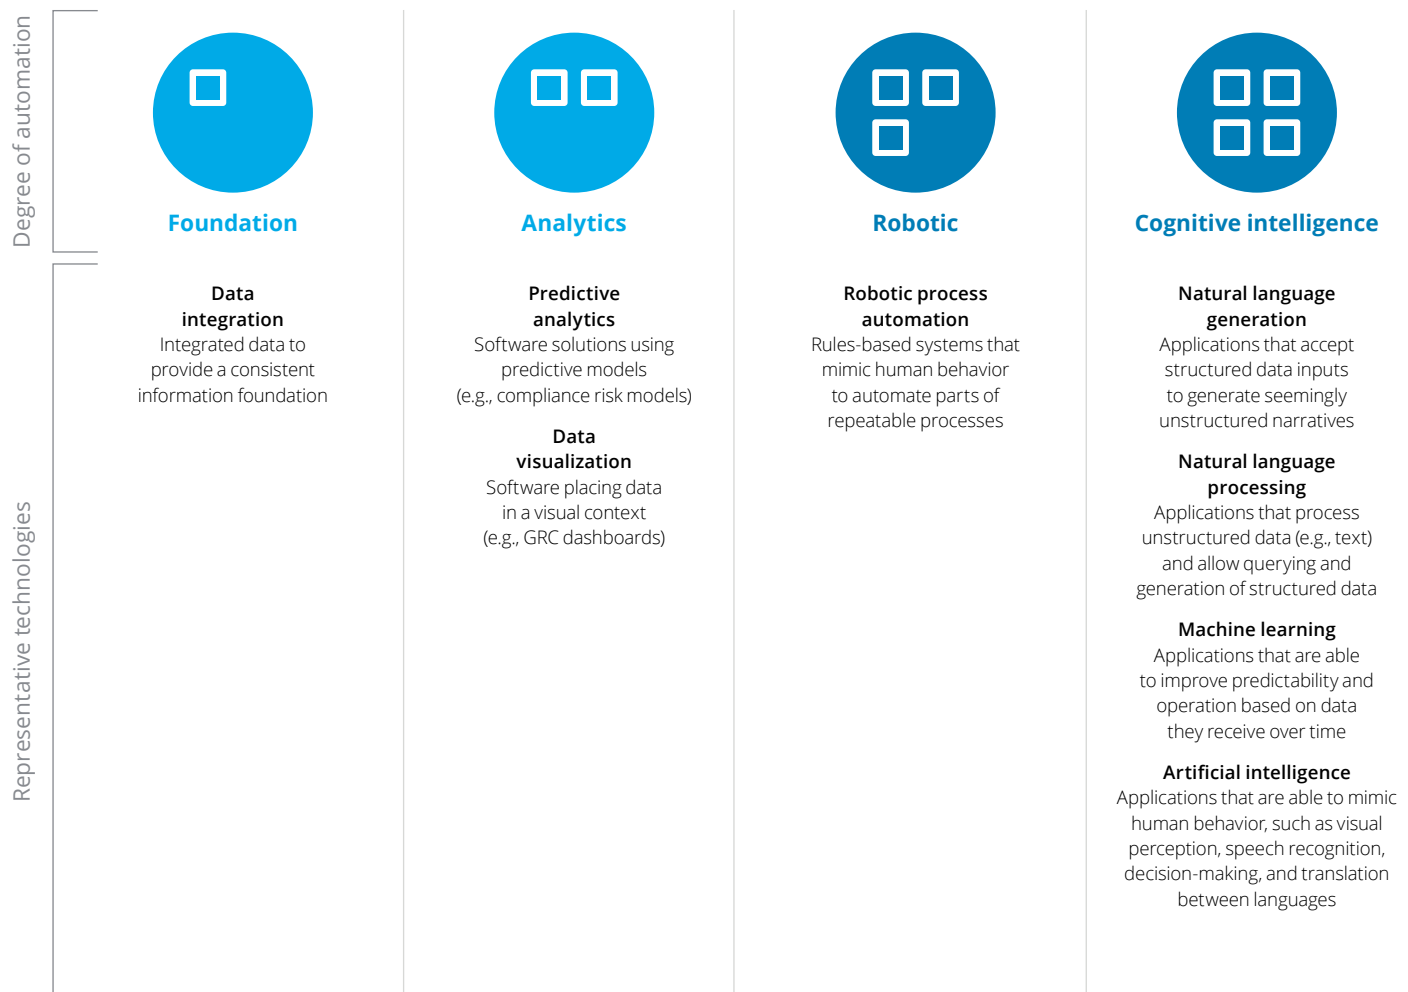 Degree of automation
Foundation
Analytics
Robotic
Cognitive intelligence
Representative technologies
Data
integration
Integrated data to
provide a consistent
information foundation
Predictive
analytics
Software solutions using
predictive models
(e.g., compliance risk models)
Data
visualization
Software placing data
in a visual context
(e.g., GRC dashboards)
Robotic process
automation
Rules-based systems that
mimic human behavior
to automate parts of
repeatable processes
Natural language
generation
Applications that accept
structured data inputs
to generate seemingly
unstructured narratives
Natural language
processing
Applications that process
unstructured data (e.g., text)
and allow querying and
generation of structured data
Machine learning
Applications that are able
to improve predictability and
operation based on data
they receive over time
Artificial intelligence
Applications that are able to mimic
human behavior, such as visual
perception, speech recognition,
decision-making, and translation
between languages